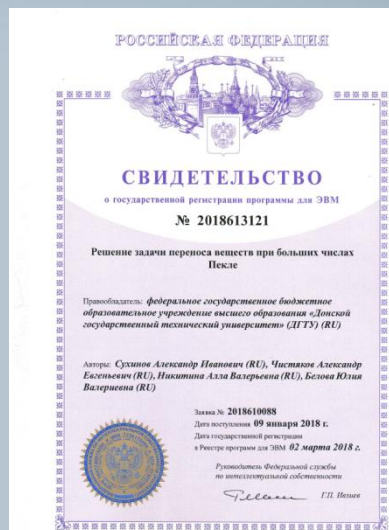 РОССИЙСКАЯ ФЕДЕРАЦИЯ
СВИДЕТЕЛЬСТВО
о государственной регистрации программы для ЭВМ
№ 2018613121
Решение задачи переноса веществ при больших числах
Пекле
Правообладатель: федеральное государственное бюджетное
образовательное учреждение высшего образования «Донской
государственный технический университет» (ДГТУ) (RU)
Авторы: Сухинов Александр Иванович (RU), Чистяков Александр
Евгеньевич (RU), Никитина Алла Валерьевна (RU), Белова Юлия
Валериевна (RU)
Заявка № 2018610088
Дата поступления 09 января 2018 г.
Дата государственной регистрации
в Реестре программ для ЭВМ 02 марта 2018 г.
Руководитель Федеральной службы
по интеллектуальной собственности
Г.П. Ивлиев